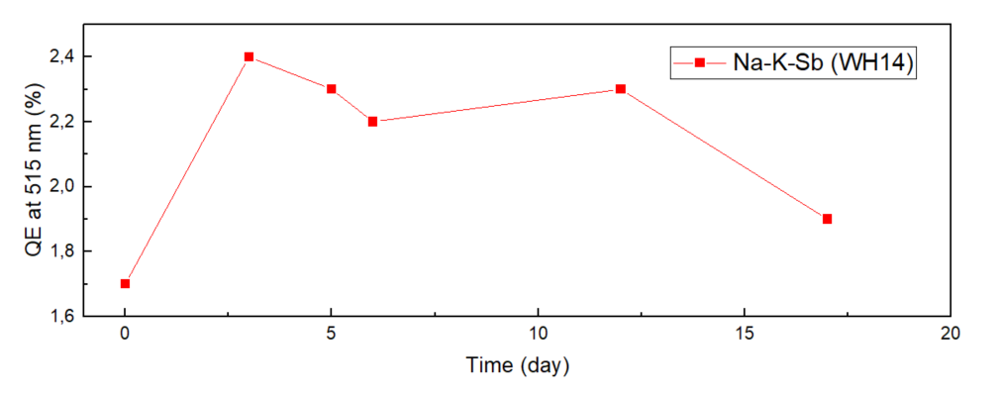 2,4
2,2
2,0
1,8
1,6
QE at 515 nm (%)
Na-K-Sb (WH14)
0 5 10 15 20
Time (day)